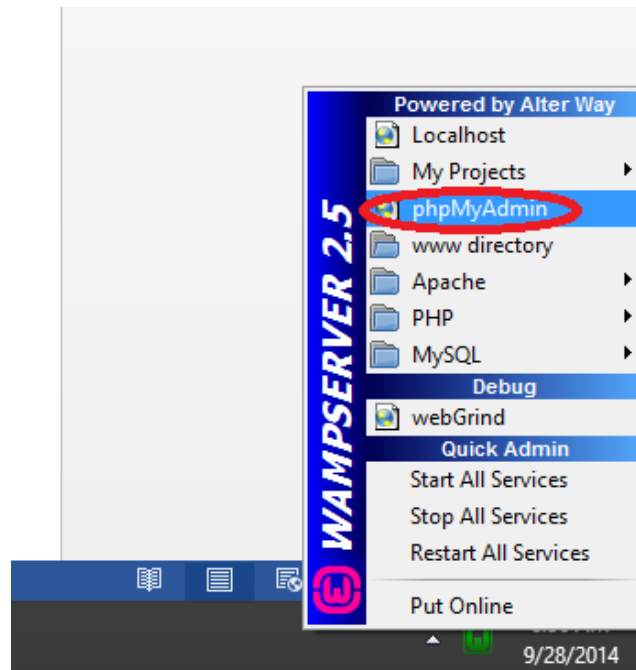 Powered by Alter Way
Localhost
My Projects
phpMyAdmin
www directory
Apache
PHP
MySQL
Debug
webGrind
Quick Admin
Start All Services
Stop All Services
Restart All Services
Put Online
WAMPSERVER 2.5
9/28/2014